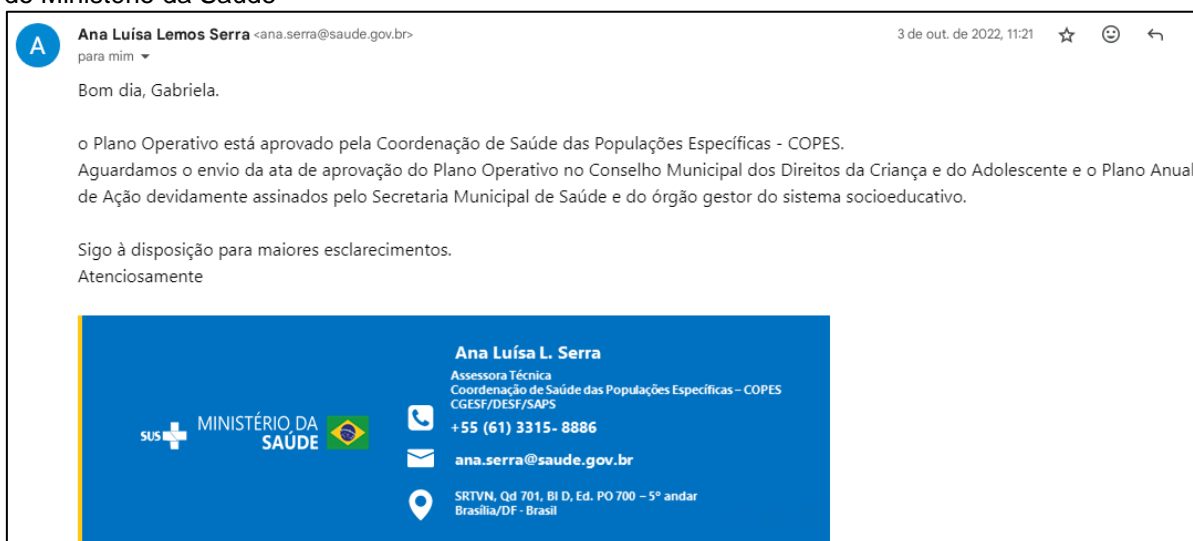 do Ministério da Saúde
A
Ana Luísa Lemos Serra <ana.serra@saude.gov.br>
3 de out. de 2022, 11:21
para mim
Bom dia, Gabriela.
o Plano Operativo está aprovado pela Coordenação de Saúde das Populações Específicas - COPES.
Aguardamos o envio da ata de aprovação do Plano Operativo no Conselho Municipal dos Direitos da Criança e do Adolescente e o Plano Anual
de Ação devidamente assinados pelo Secretaria Municipal de Saúde e do órgão gestor do sistema socioeducativo.
Sigo à disposição para maiores esclarecimentos.
Atenciosamente
SUS
MINISTÉRIO DA
SAÚDE
Ana Luísa L. Serra
Assessora Técnica
Coordenação de Saúde das Populações Específicas – COPES
CGESF/DESF/SAPS
+55 (61) 3315- 8886
ana.serra@saude.gov.br
SRTVN, Qd 701, Bl D, Ed. PO 700 – 5º andar
Brasília/DF - Brasil